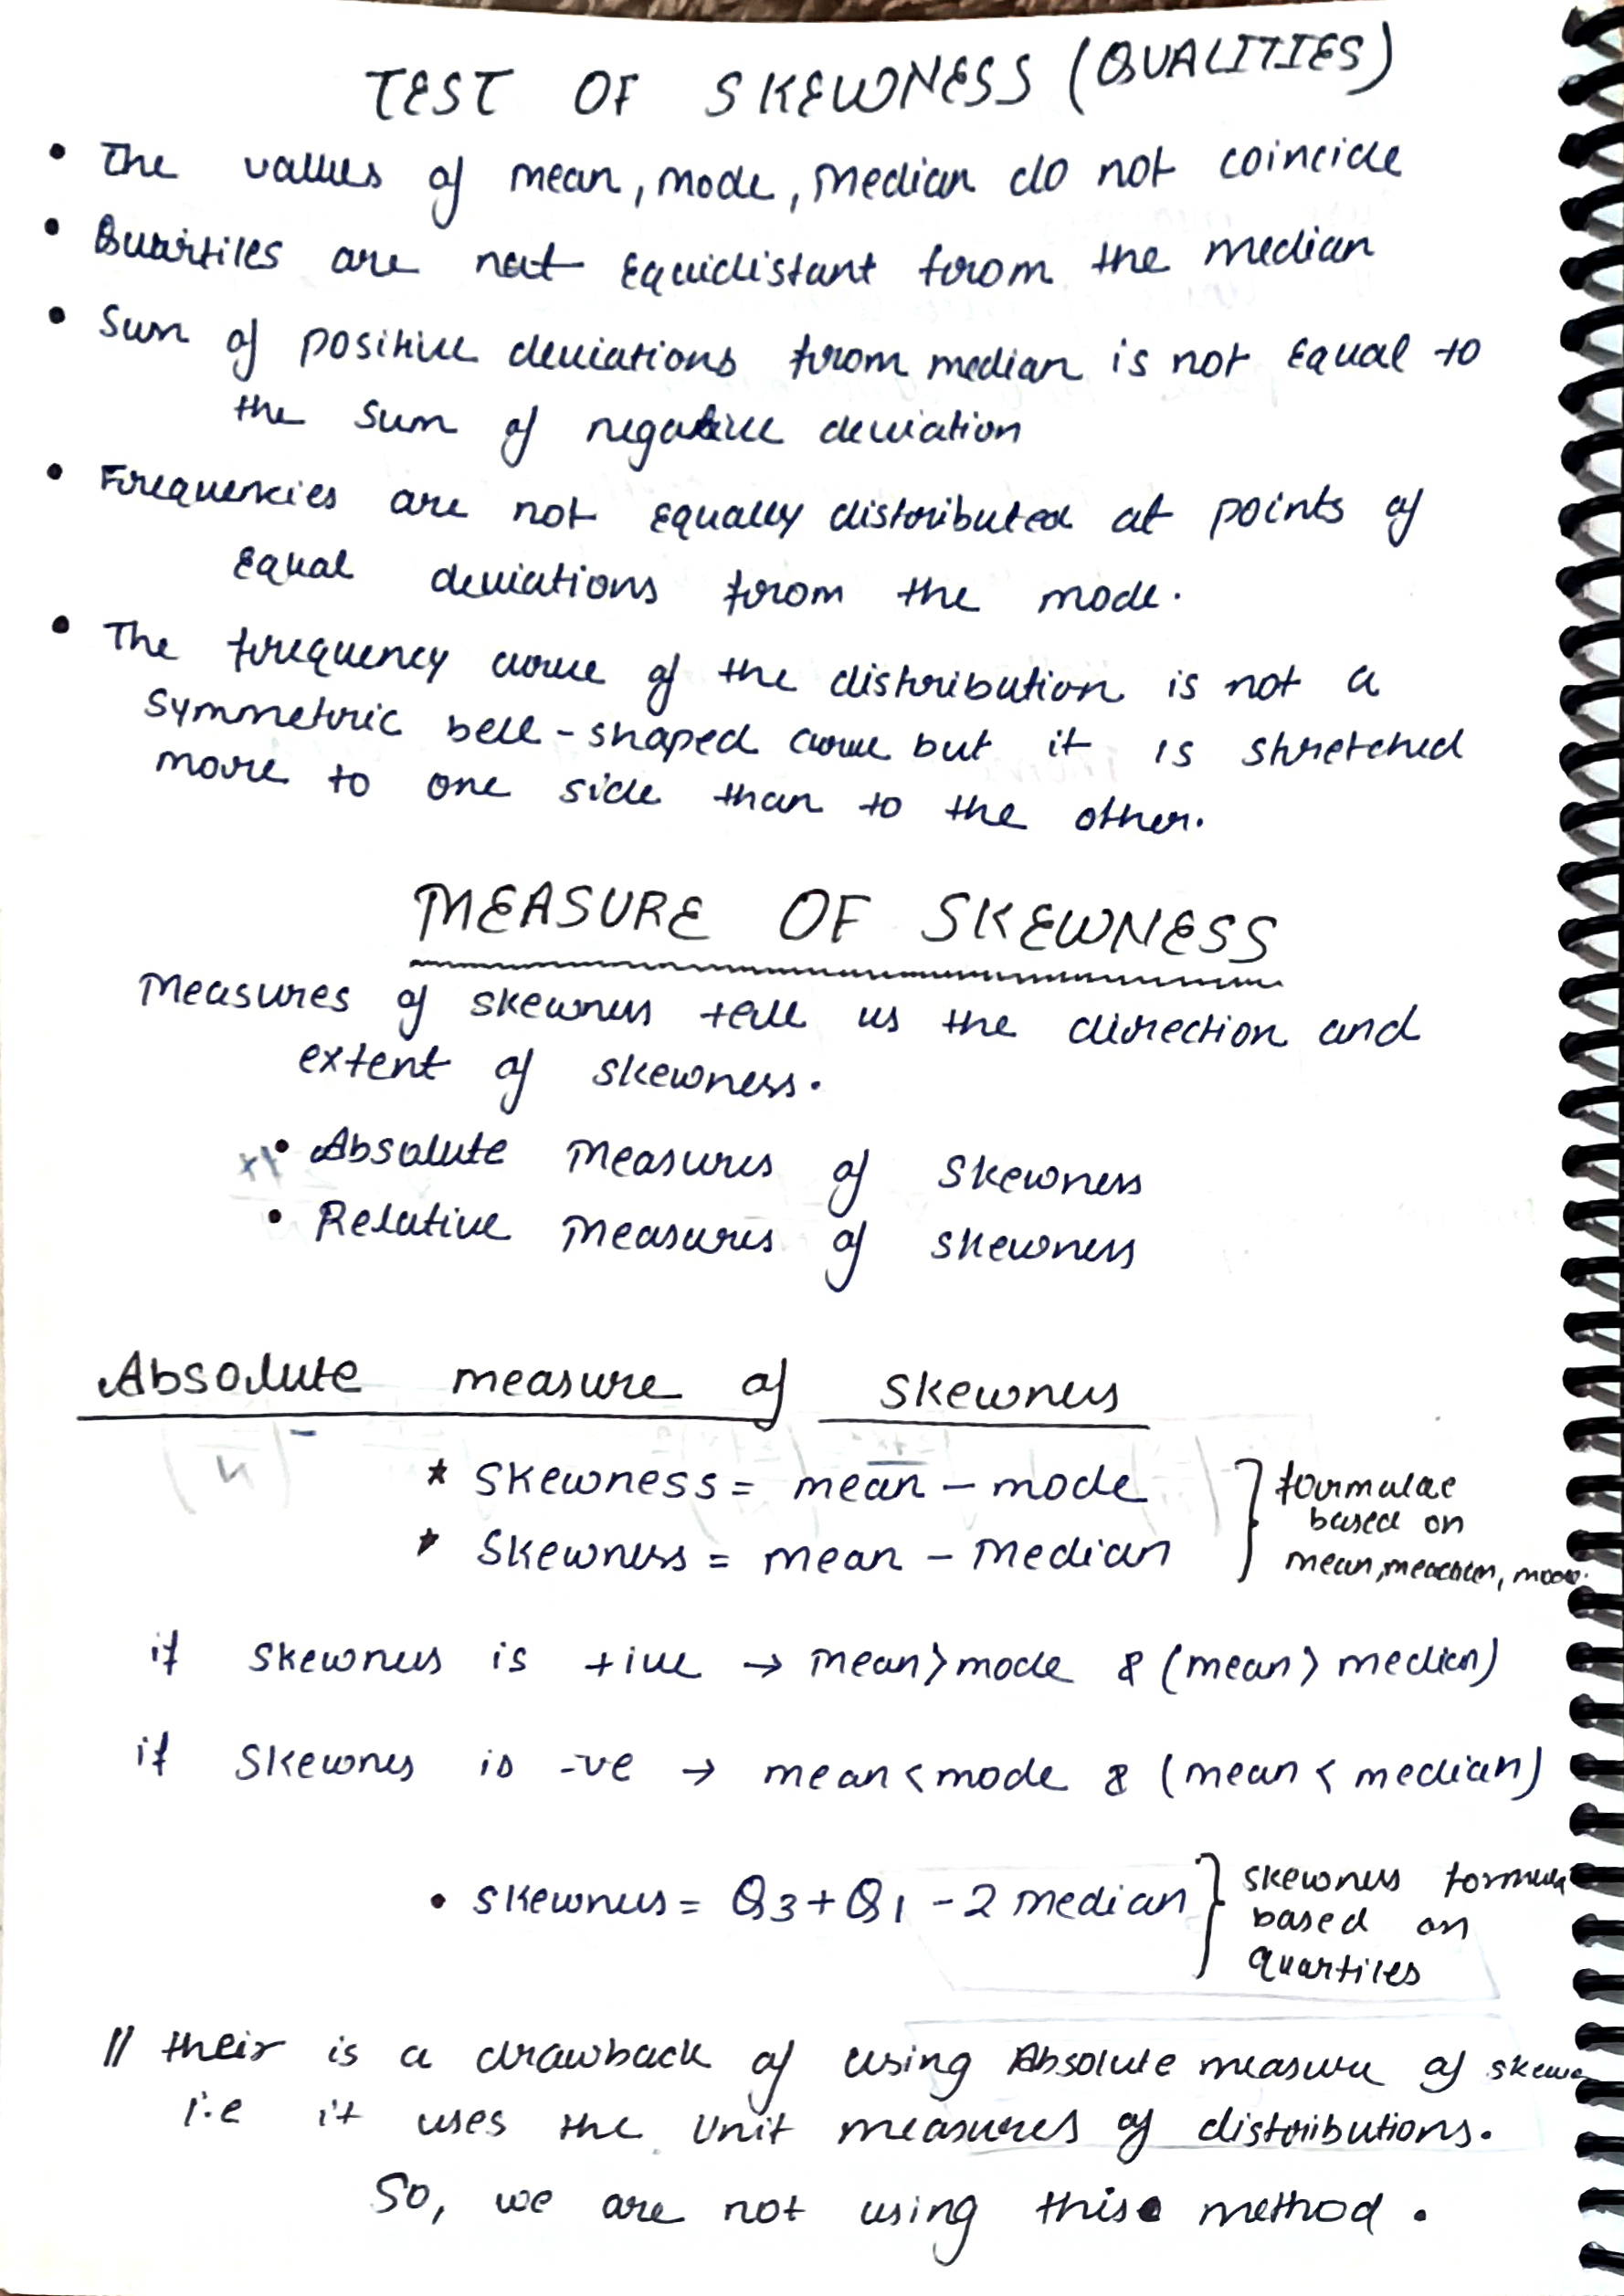 TEST OF SKEWNESS (QUALITIES)
• The values of mean, mode, median do not coincide
• Quartiles are not Equidistant from the median
• Sum of positive deviations from median is not Equal to
the sum of negative deviation
• Frequencies are not equally distributed at points of
Equal deviations from the mode.
• The frequency curve of the distribution is not a
symmetric bell-shaped curve but it is stretched
more to one side than to the other.
MEASURE OF SKEWNESS
Measures of skewness tell us the direction and
extent of skewness.
• Absolute measures of skewness
• Relative measures of skewness
Absolute measure of skewness
* Skewness = mean – mode
* Skewness = mean – median
} formulae
based on
mean, median, mode.
if skewness is +ive → mean > mode & (mean > median)
if skewnes is -ve → mean < mode & (mean < median)
• skewness = Q3 + Q1 - 2 median
} skewness formula
based on
quartiles
// their is a drawback of using Absolute measure of skewe
i.e it uses the unit measures of distributions.
So, we are not using this method.